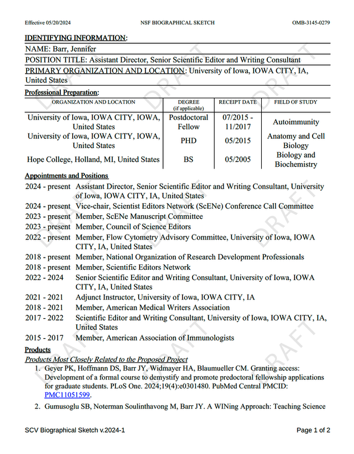 Effective 05/20/2024 NSF BIOGRAPHICAL SKETCH OMB-3145-0279
IDENTIFYING INFORMATION:
NAME: Barr, Jennifer
POSITION TITLE: Assistant Director, Senior Scientific Editor and Writing Consultant
PRIMARY ORGANIZATION AND LOCATION: University of Iowa, IOWA CITY, IA,
United States
Professional Preparation:
ORGANIZATION AND LOCATION DEGREE (if applicable) RECEIPT DATE FIELD OF STUDY
University of Iowa, IOWA CITY, IOWA, United States Postdoctoral Fellow 07/2015 - 11/2017 Autoimmunity
University of Iowa, IOWA CITY, IOWA, United States PHD 05/2015 Anatomy and Cell Biology
Hope College, Holland, MI, United States BS 05/2005 Biology and Biochemistry
Appointments and Positions
2024 - present Assistant Director, Senior Scientific Editor and Writing Consultant, University
of Iowa, IOWA CITY, IA, United States
2024 - present Vice-chair, Scientist Editors Network (ScENe) Conference Call Committee
2023 - present Member, ScENe Manuscript Committee
2023 - present Member, Council of Science Editors
2022 - present Member, Flow Cytometry Advisory Committee, University of Iowa, IOWA
CITY, IA, United States
2018 - present Member, National Organization of Research Development Professionals
2018 - present Member, Scientist Editors Network
2022 - 2024 Senior Scientific Editor and Writing Consultant, University of Iowa, IOWA
CITY, IA, United States
2021 - 2021 Adjunct Instructor, University of Iowa, IOWA CITY, IA
2018 - 2021 Member, American Medical Writers Association
2017 - 2022 Scientific Editor and Writing Consultant, University of Iowa, IOWA CITY, IA,
United States
2015 - 2017 Member, American Association of Immunologists
Products
Products Most Closely Related to the Proposed Project
1. Geyer PK, Hoffmann DS, Barr JY, Widmayer HA, Blaumueller CM. Granting access:
Development of a formal course to demystify and promote predoctoral fellowship applications
for graduate students. PLoS One. 2024;19(4):e0301480. PubMed Central PMCID:
PMC11051599.
2. Gumusoglu SB, Noterman Soulinthavong M, Barr JY. A WINing Approach: Teaching Science
SCV Biographical Sketch v.2024-1 Page 1 of 2
DRAFT